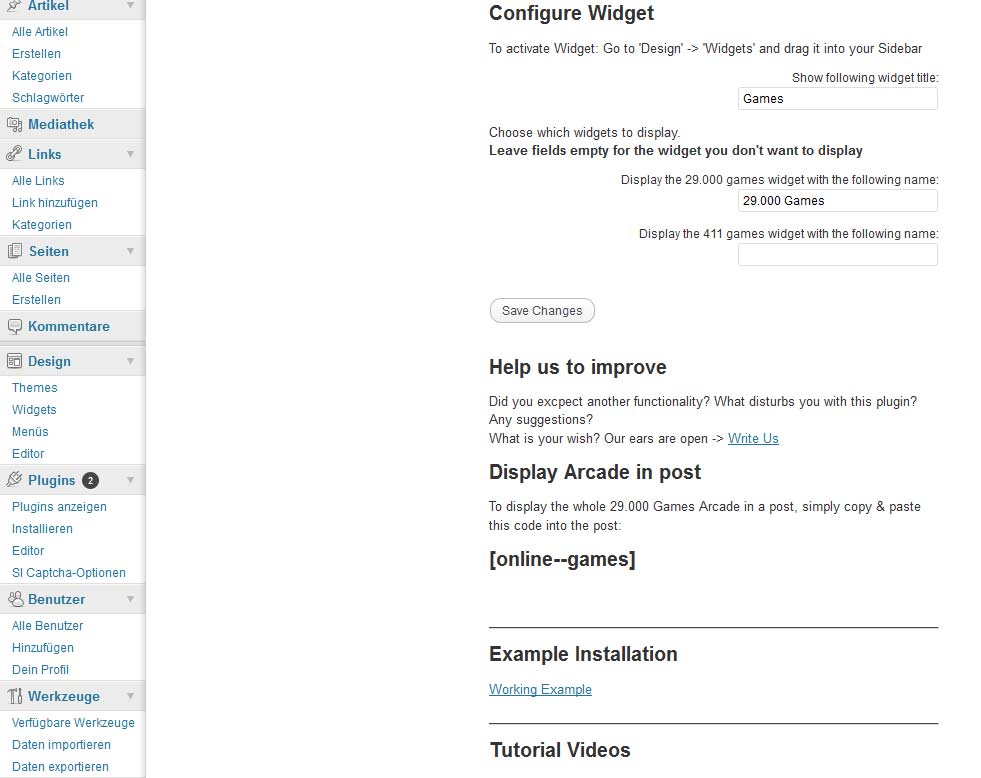 Artikel
Alle Artikel
Erstellen
Kategorien
Schlagwörter
Mediathek
Links
Alle Links
Link hinzufügen
Kategorien
Seiten
Alle Seiten
Erstellen
Kommentare
Design
Themes
Widgets
Menüs
Editor
Plugins 2
Plugins anzeigen
Installieren
Editor
SI Captcha-Optionen
Benutzer
Alle Benutzer
Hinzufügen
Dein Profil
Werkzeuge
Verfügbare Werkzeuge
Daten importieren
Daten exportieren
Configure Widget
To activate Widget: Go to 'Design' -> 'Widgets' and drag it into your Sidebar
Show following widget title:
Games
Choose which widgets to display.
Leave fields empty for the widget you don't want to display
Display the 29.000 games widget with the following name:
29.000 Games
Display the 411 games widget with the following name:
Save Changes
Help us to improve
Did you excpect another functionality? What disturbs you with this plugin?
Any suggestions?
What is your wish? Our ears are open -> Write Us
Display Arcade in post
To display the whole 29.000 Games Arcade in a post, simply copy & paste
this code into the post:
[online--games]
Example Installation
Working Example
Tutorial Videos